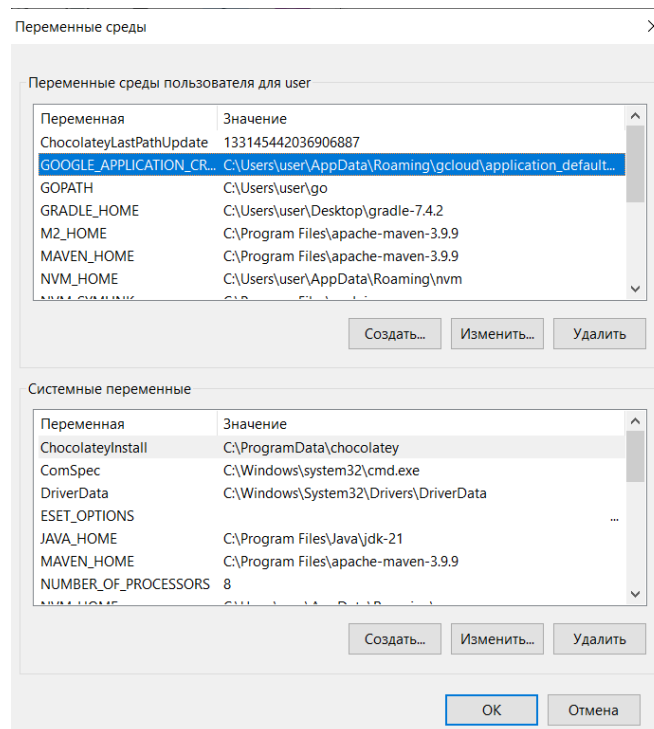 Переменные среды
Переменные среды пользователя для user
Переменная Значение
ChocolateyLastPathUpdate 133145442036906887
GOOGLE_APPLICATION_CR... C:\Users\user\AppData\Roaming\gcloud\application_default...
GOPATH C:\Users\user\go
GRADLE_HOME C:\Users\user\Desktop\gradle-7.4.2
M2_HOME C:\Program Files\apache-maven-3.9.9
MAVEN_HOME C:\Program Files\apache-maven-3.9.9
NVM_HOME C:\Users\user\AppData\Roaming\nvm
Создать... Изменить... Удалить
Системные переменные
Переменная Значение
ChocolateyInstall C:\ProgramData\chocolatey
ComSpec C:\Windows\system32\cmd.exe
DriverData C:\Windows\System32\Drivers\DriverData
ESET_OPTIONS ...
JAVA_HOME C:\Program Files\Java\jdk-21
MAVEN_HOME C:\Program Files\apache-maven-3.9.9
NUMBER_OF_PROCESSORS 8
Создать... Изменить... Удалить
ОК Отмена